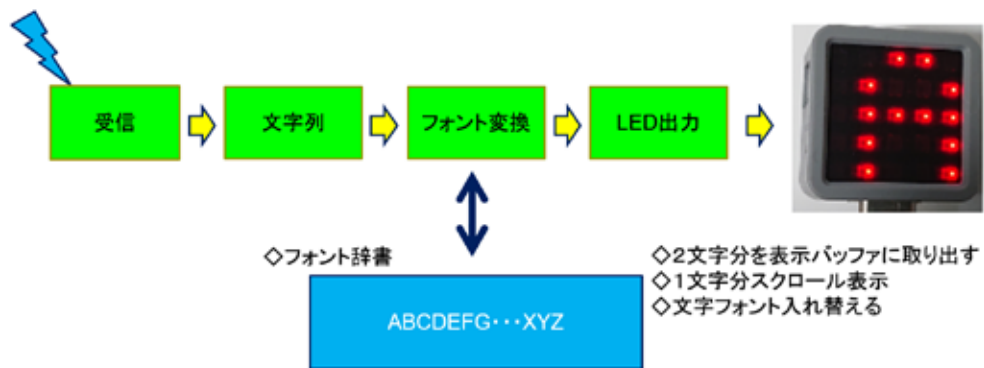 受信
文字列
フォント変換
LED出力
◇フォント辞書
ABCDEFG・・・XYZ
◇2文字分を表示バッファに取り出す
◇1文字分スクロール表示
◇文字フォント入れ替える